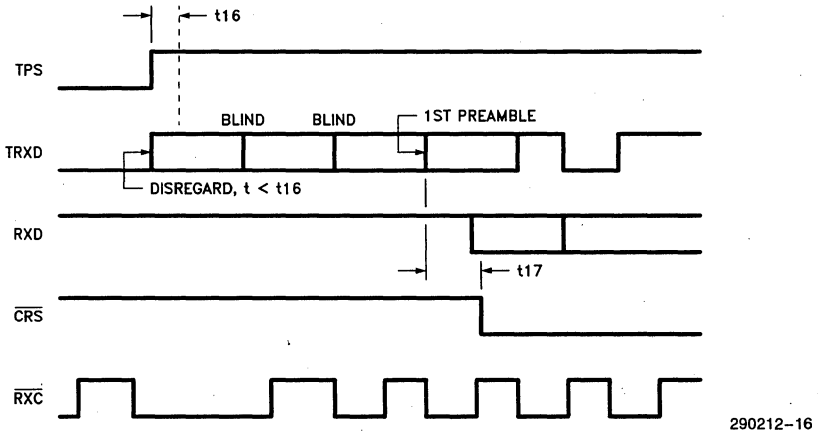 t16
TPS
BLIND BLIND
1ST PREAMBLE
TRXD
DISREGARD, t < t16
RXD
t17
CRS
RXC
290212–16